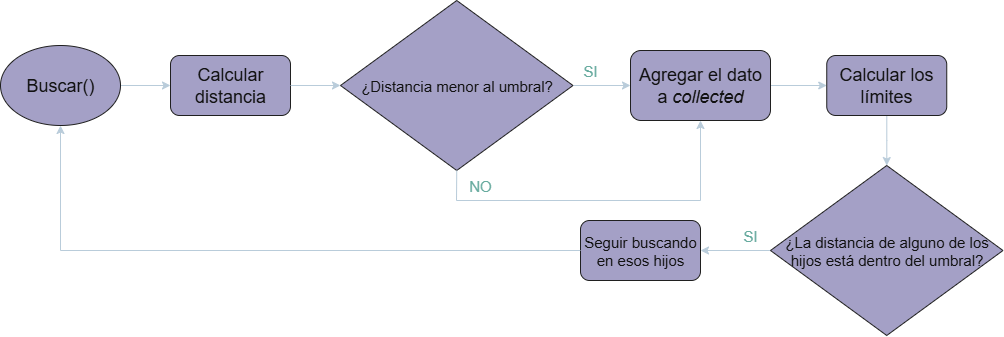 Buscar()
Calcular
distancia
¿Distancia menor al umbral?
SI
Agregar el dato
a collected
Calcular los
límites
NO
¿La distancia de alguno de los
hijos está dentro del umbral?
SI
Seguir buscando
en esos hijos